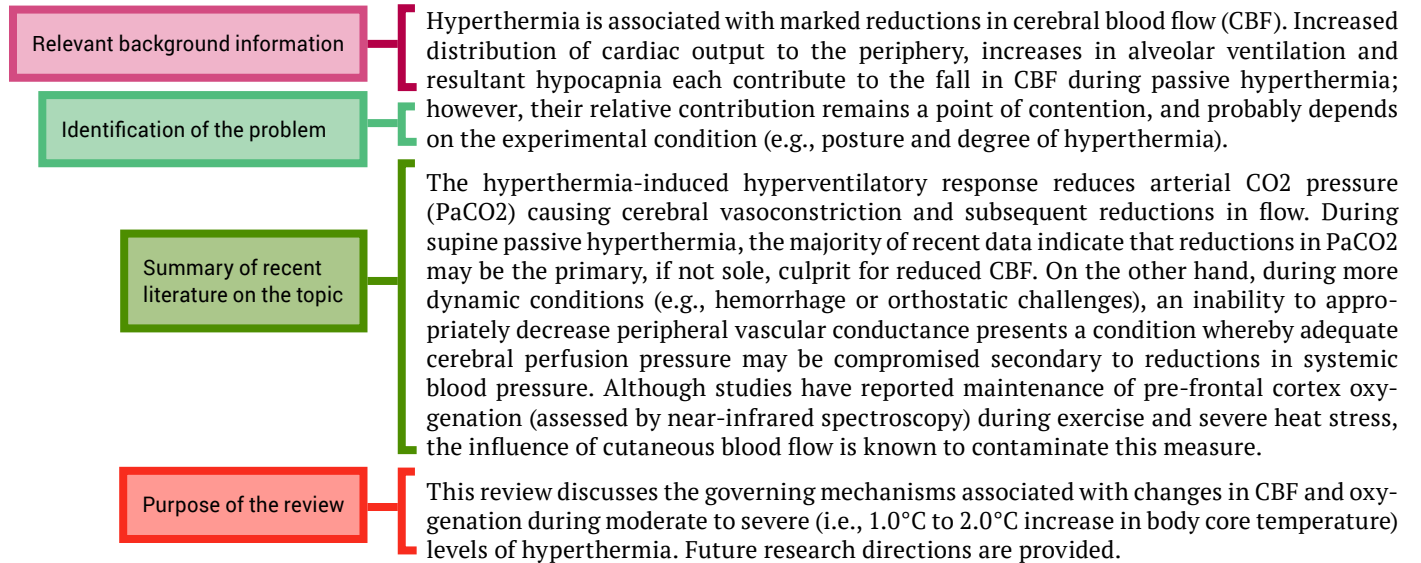 Relevant background information
Hyperthermia is associated with marked reductions in cerebral blood flow (CBF). Increased
distribution of cardiac output to the periphery, increases in alveolar ventilation and
resultant hypocapnia each contribute to the fall in CBF during passive hyperthermia;
Identification of the problem
however, their relative contribution remains a point of contention, and probably depends
on the experimental condition (e.g., posture and degree of hyperthermia).
Summary of recent
literature on the topic
The hyperthermia-induced hyperventilatory response reduces arterial CO2 pressure
(PaCO2) causing cerebral vasoconstriction and subsequent reductions in flow. During
supine passive hyperthermia, the majority of recent data indicate that reductions in PaCO2
may be the primary, if not sole, culprit for reduced CBF. On the other hand, during more
dynamic conditions (e.g., hemorrhage or orthostatic challenges), an inability to appro-
priately decrease peripheral vascular conductance presents a condition whereby adequate
cerebral perfusion pressure may be compromised secondary to reductions in systemic
blood pressure. Although studies have reported maintenance of pre-frontal cortex oxy-
genation (assessed by near-infrared spectroscopy) during exercise and severe heat stress,
the influence of cutaneous blood flow is known to contaminate this measure.
Purpose of the review
This review discusses the governing mechanisms associated with changes in CBF and oxy-
genation during moderate to severe (i.e., 1.0°C to 2.0°C increase in body core temperature)
levels of hyperthermia. Future research directions are provided.